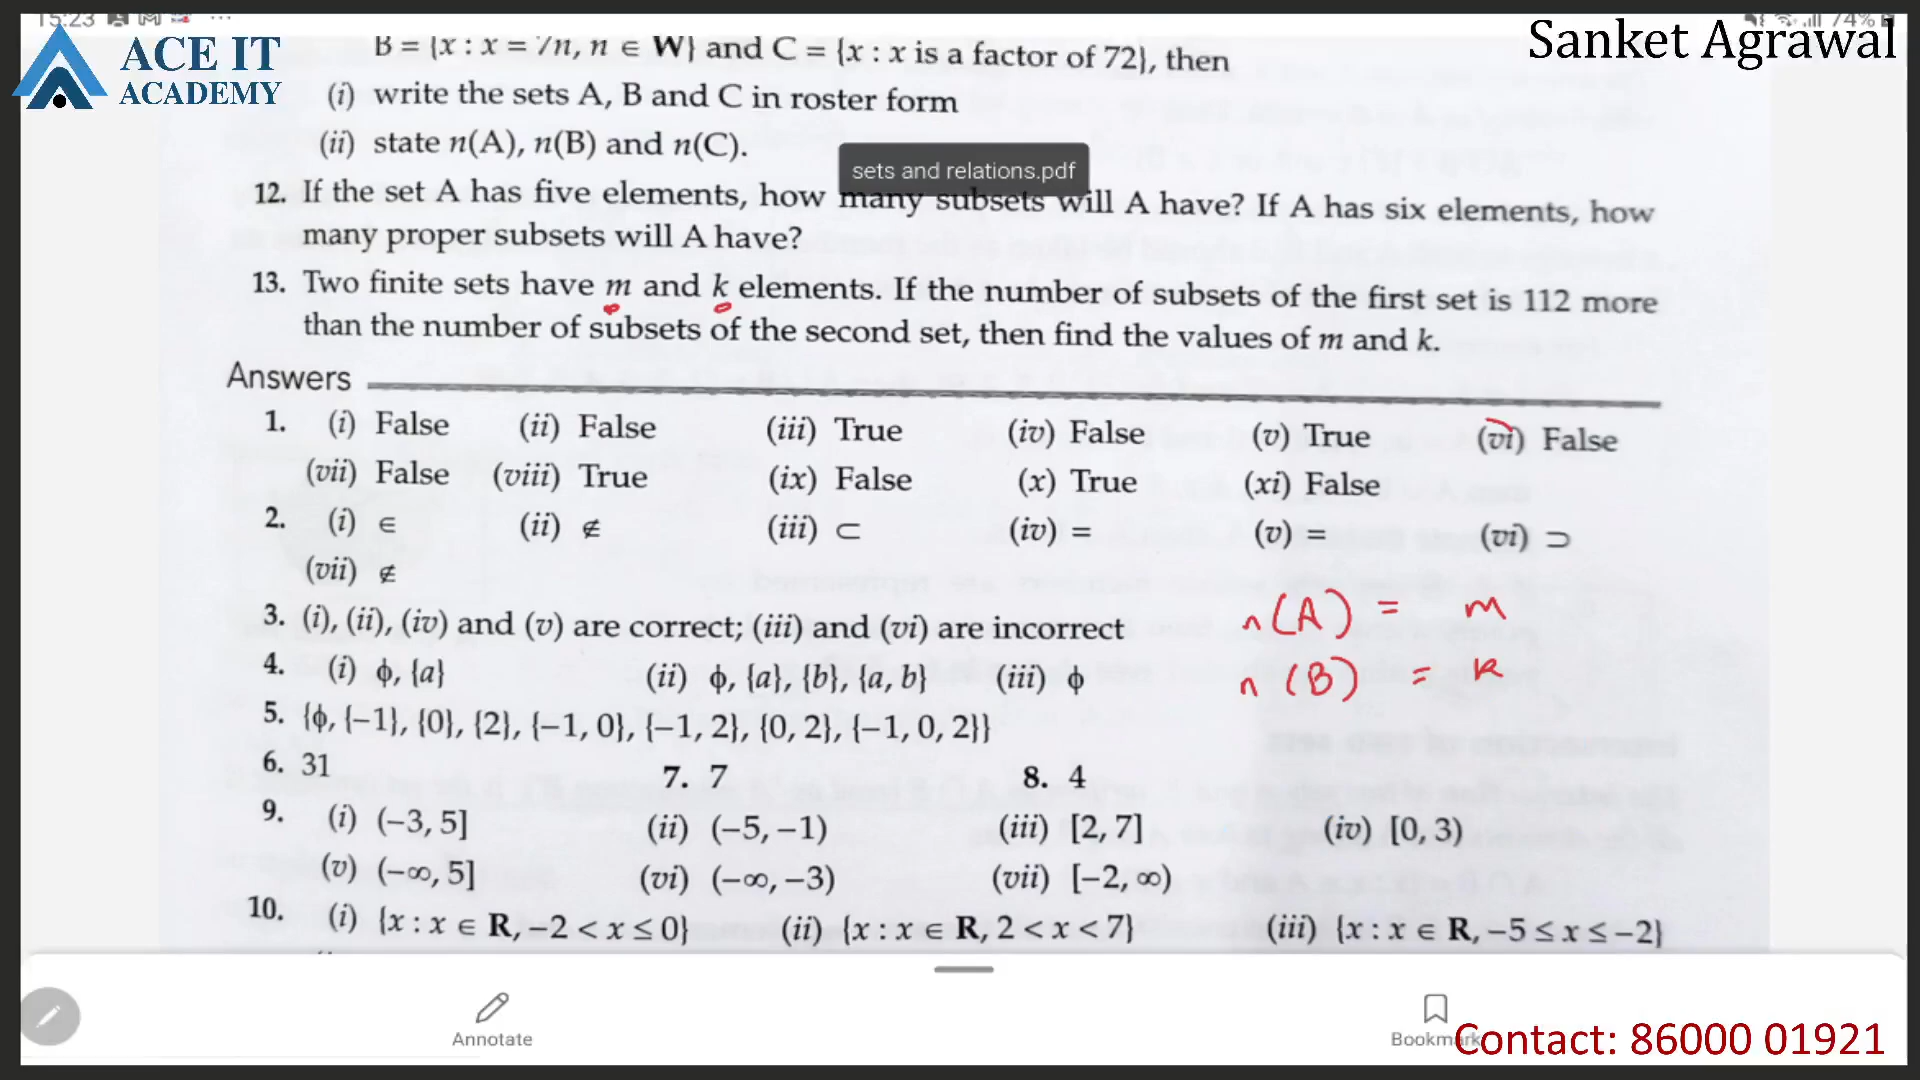 15:23
74%
ACE IT
ACADEMY
Sanket Agrawal
B = {x : x = 7n, n ∈ W} and C = {x : x is a factor of 72}, then
(i) write the sets A, B and C in roster form
(ii) state n(A), n(B) and n(C).
sets and relations.pdf
12. If the set A has five elements, how many subsets will A have? If A has six elements, how
many proper subsets will A have?
13. Two finite sets have m and k elements. If the number of subsets of the first set is 112 more
than the number of subsets of the second set, then find the values of m and k.
Answers
1. (i) False (ii) False (iii) True (iv) False (v) True (vi) False
(vii) False (viii) True (ix) False (x) True (xi) False
2. (i) ∈ (ii) ∉ (iii) ⊂ (iv) = (v) = (vi) ⊃
(vii) ∉
3. (i), (ii), (iv) and (v) are correct; (iii) and (vi) are incorrect
n(A) = m
4. (i) ϕ, {a} (ii) ϕ, {a}, {b}, {a, b} (iii) ϕ
n(B) = k
5. {ϕ, {−1}, {0}, {2}, {−1, 0}, {−1, 2}, {0, 2}, {−1, 0, 2}}
6. 31 7. 7 8. 4
9. (i) (−3, 5] (ii) (−5, −1) (iii) [2, 7] (iv) [0, 3)
(v) (−∞, 5] (vi) (−∞, −3) (vii) [−2, ∞)
10. (i) {x : x ∈ R, −2 < x ≤ 0} (ii) {x : x ∈ R, 2 < x < 7} (iii) {x : x ∈ R, −5 ≤ x ≤ −2}
Annotate
Bookmark
Contact: 86000 01921